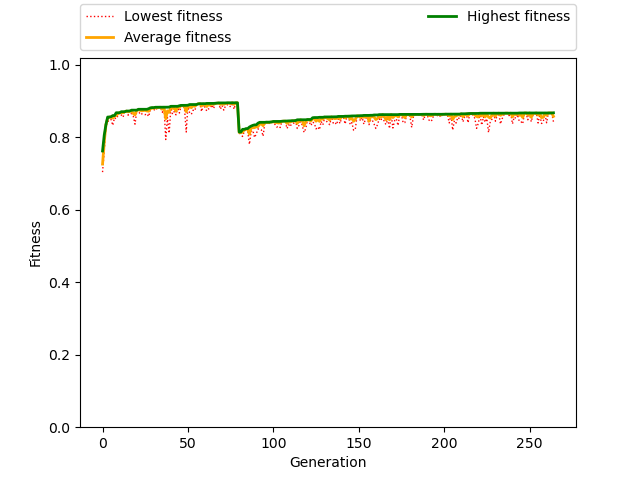 Lowest fitness
Average fitness
Highest fitness
1.0
0.8
0.6
0.4
0.2
0.0
Fitness
0 50 100 150 200 250
Generation